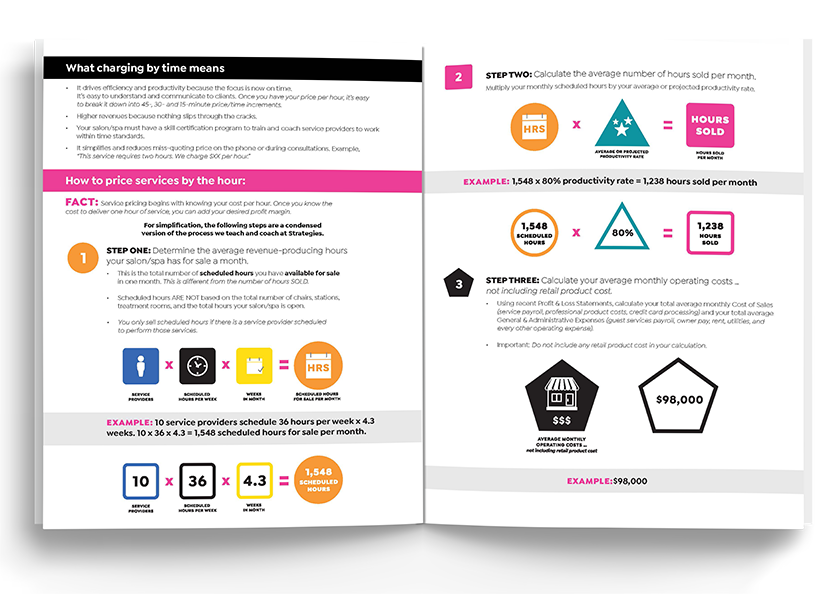 What charging by time means
• It drives efficiency and productivity because the focus is now on time.
It's easy to understand and communicate to clients. Once you have your price per hour, it's easy
to break it down into 45-, 30- and 15-minute price/time increments.
• Higher revenues because nothing slips through the cracks.
• Your salon/spa must have a skill certification program to train and coach service providers to work
within time standards.
• It simplifies and reduces miss-quoting price on the phone or during consultations. Example,
"This service requires two hours. We charge $XX per hour."
How to price services by the hour:
FACT: Service pricing begins with knowing your cost per hour. Once you know the
cost to deliver one hour of service, you can add your desired profit margin.
For simplification, the following steps are a condensed
version of the process we teach and coach at Strategies.
1
STEP ONE: Determine the average revenue-producing hours
your salon/spa has for sale a month.
• This is the total number of scheduled hours you have available for sale
in one month. This is different from the number of hours SOLD.
• Scheduled hours ARE NOT based on the total number of chairs, stations,
treatment rooms, and the total hours your salon/spa is open.
• You only sell scheduled hours if there is a service provider scheduled
to perform those services.
x x x = HRS
SERVICE
PROVIDERS
SCHEDULED
HOURS PER WEEK
WEEKS
IN MONTH
SCHEDULED HOURS
FOR SALE PER MONTH
EXAMPLE: 10 service providers schedule 36 hours per week x 4.3
weeks. 10 x 36 x 4.3 = 1,548 scheduled hours for sale per month.
10 x 36 x 4.3 = 1,548
SCHEDULED
HOURS
SERVICE
PROVIDERS
SCHEDULED
HOURS PER WEEK
WEEKS
IN MONTH
2
STEP TWO: Calculate the average number of hours sold per month.
Multiply your monthly scheduled hours by your average or projected productivity rate.
HRS x = HOURS
SOLD
AVERAGE OR PROJECTED
PRODUCTIVITY RATE
HOURS SOLD
PER MONTH
EXAMPLE: 1,548 x 80% productivity rate = 1,238 hours sold per month
1,548
SCHEDULED
HOURS
x 80% =
1,238
HOURS
SOLD
3
STEP THREE: Calculate your average monthly operating costs ...
not including retail product cost.
• Using recent Profit & Loss Statements, calculate your total average monthly Cost of Sales
(service payroll, professional product costs, credit card processing) and your total average
General & Administrative Expenses (guest services payroll, owner pay, rent, utilities, and
every other operating expense).
• Important: Do not include any retail product cost in your calculation.
$$$
$98,000
AVERAGE MONTHLY
OPERATING COSTS ...
not including retail product cost
EXAMPLE:$98,000